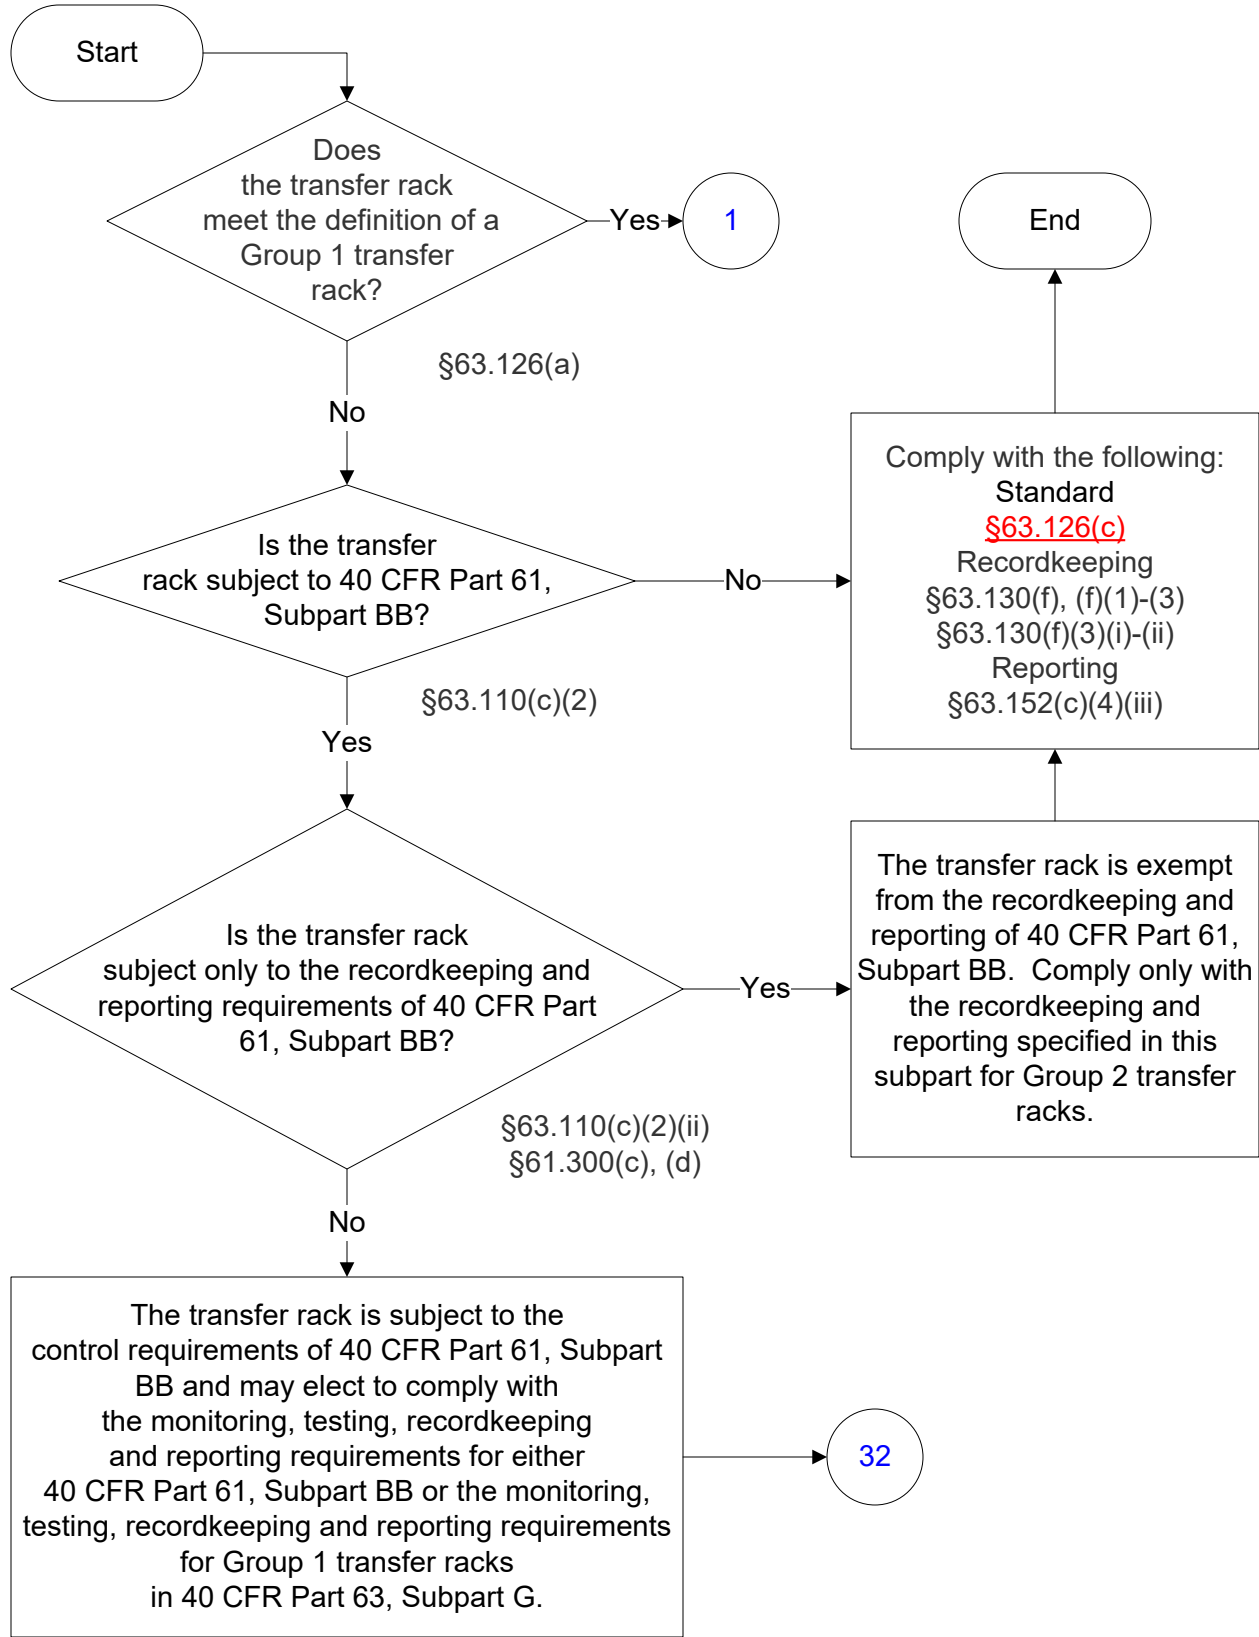 Start
Does
the transfer rack
meet the definition of a
Group 1 transfer
rack?
Yes
1
End
§63.126(a)
No
Is the transfer
rack subject to 40 CFR Part 61,
Subpart BB?
No
Comply with the following:
Standard
§63.126(c)
Recordkeeping
§63.130(f), (f)(1)-(3)
§63.130(f)(3)(i)-(ii)
Reporting
§63.152(c)(4)(iii)
§63.110(c)(2)
Yes
Is the transfer rack
subject only to the recordkeeping and
reporting requirements of 40 CFR Part
61, Subpart BB?
Yes
The transfer rack is exempt
from the recordkeeping and
reporting of 40 CFR Part 61,
Subpart BB.  Comply only with
the recordkeeping and
reporting specified in this
subpart for Group 2 transfer
racks.
§63.110(c)(2)(ii)
§61.300(c), (d)
No
The transfer rack is subject to the
control requirements of 40 CFR Part 61, Subpart
BB and may elect to comply with
the monitoring, testing, recordkeeping
and reporting requirements for either
40 CFR Part 61, Subpart BB or the monitoring,
testing, recordkeeping and reporting requirements
for Group 1 transfer racks
in 40 CFR Part 63, Subpart G.
32